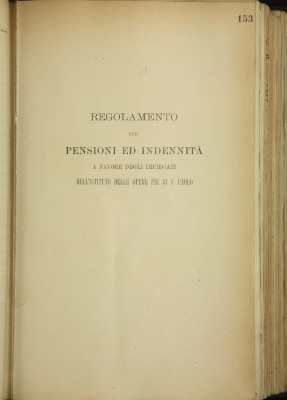 153
REGOLAMENTO
PER
PENSIONI ED INDENNITÀ
A FAVORE DEGLI IMPIEGATI
DELL'ISTITUTO DELLE OPERE PIE DI S. PAOLO